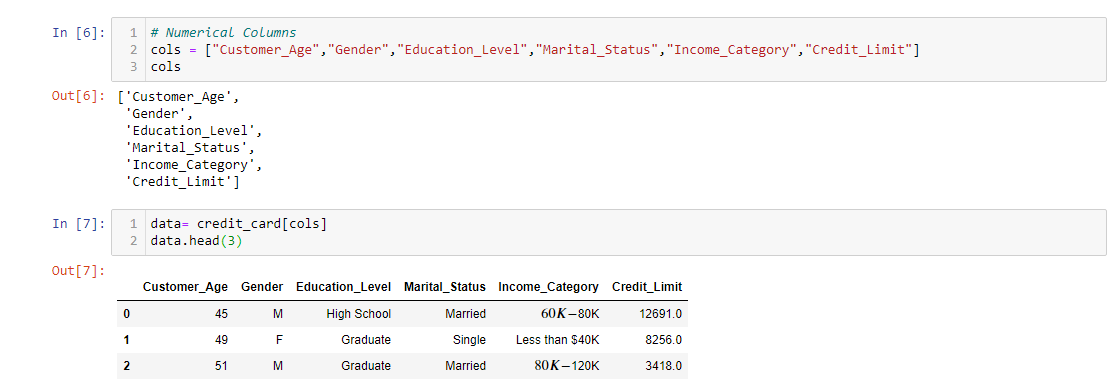 In [6]: 1 # Numerical Columns
2 cols = ["Customer_Age","Gender","Education_Level","Marital_Status","Income_Category","Credit_Limit"]
3 cols
Out[6]: ['Customer_Age',
'Gender',
'Education_Level',
'Marital_Status',
'Income_Category',
'Credit_Limit']
In [7]: 1 data= credit_card[cols]
2 data.head(3)
Out[7]:
Customer_Age Gender Education_Level Marital_Status Income_Category Credit_Limit
0 45 M High School Married 60K−80K 12691.0
1 49 F Graduate Single Less than $40K 8256.0
2 51 M Graduate Married 80K−120K 3418.0